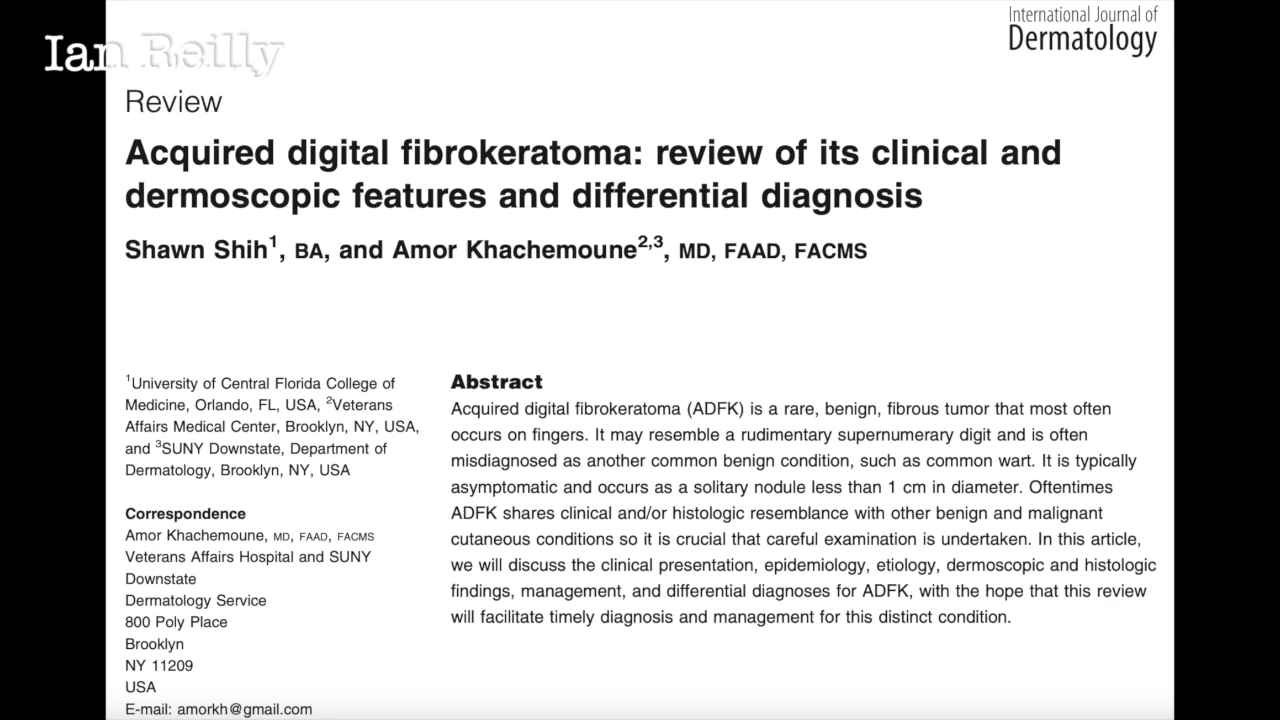 Ian Reilly
International Journal of
Dermatology
Review
Acquired digital fibrokeratoma: review of its clinical and
dermoscopic features and differential diagnosis
Shawn Shih1, BA, and Amor Khachemoune2,3, MD, FAAD, FACMS
1University of Central Florida College of
Medicine, Orlando, FL, USA, 2Veterans
Affairs Medical Center, Brooklyn, NY, USA,
and 3SUNY Downstate, Department of
Dermatology, Brooklyn, NY, USA
Correspondence
Amor Khachemoune, MD, FAAD, FACMS
Veterans Affairs Hospital and SUNY
Downstate
Dermatology Service
800 Poly Place
Brooklyn
NY 11209
USA
E-mail: amorkh@gmail.com
Abstract
Acquired digital fibrokeratoma (ADFK) is a rare, benign, fibrous tumor that most often
occurs on fingers. It may resemble a rudimentary supernumerary digit and is often
misdiagnosed as another common benign condition, such as common wart. It is typically
asymptomatic and occurs as a solitary nodule less than 1 cm in diameter. Oftentimes
ADFK shares clinical and/or histologic resemblance with other benign and malignant
cutaneous conditions so it is crucial that careful examination is undertaken. In this article,
we will discuss the clinical presentation, epidemiology, etiology, dermoscopic and histologic
findings, management, and differential diagnoses for ADFK, with the hope that this review
will facilitate timely diagnosis and management for this distinct condition.